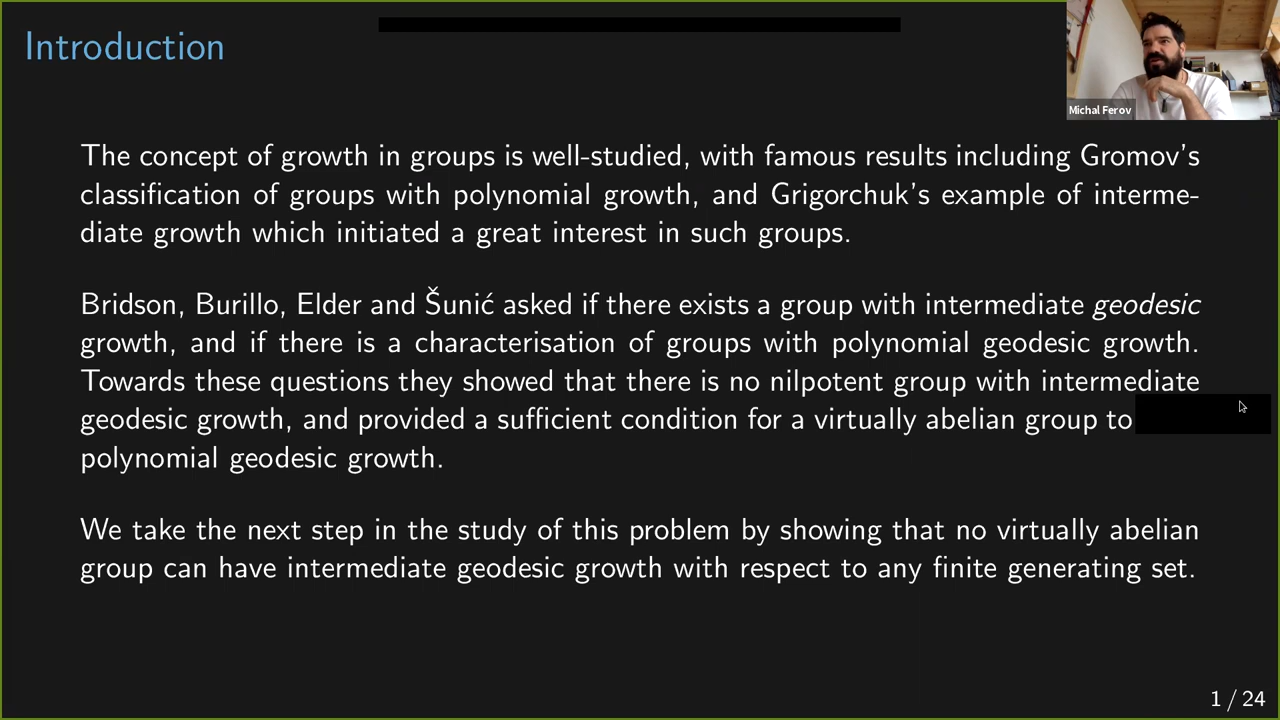 Introduction
Michal Ferov
The concept of growth in groups is well-studied, with famous results including Gromov's
classification of groups with polynomial growth, and Grigorchuk's example of interme-
diate growth which initiated a great interest in such groups.
Bridson, Burillo, Elder and Šunić asked if there exists a group with intermediate geodesic
growth, and if there is a characterisation of groups with polynomial geodesic growth.
Towards these questions they showed that there is no nilpotent group with intermediate
geodesic growth, and provided a sufficient condition for a virtually abelian group to
polynomial geodesic growth.
We take the next step in the study of this problem by showing that no virtually abelian
group can have intermediate geodesic growth with respect to any finite generating set.
1 / 24